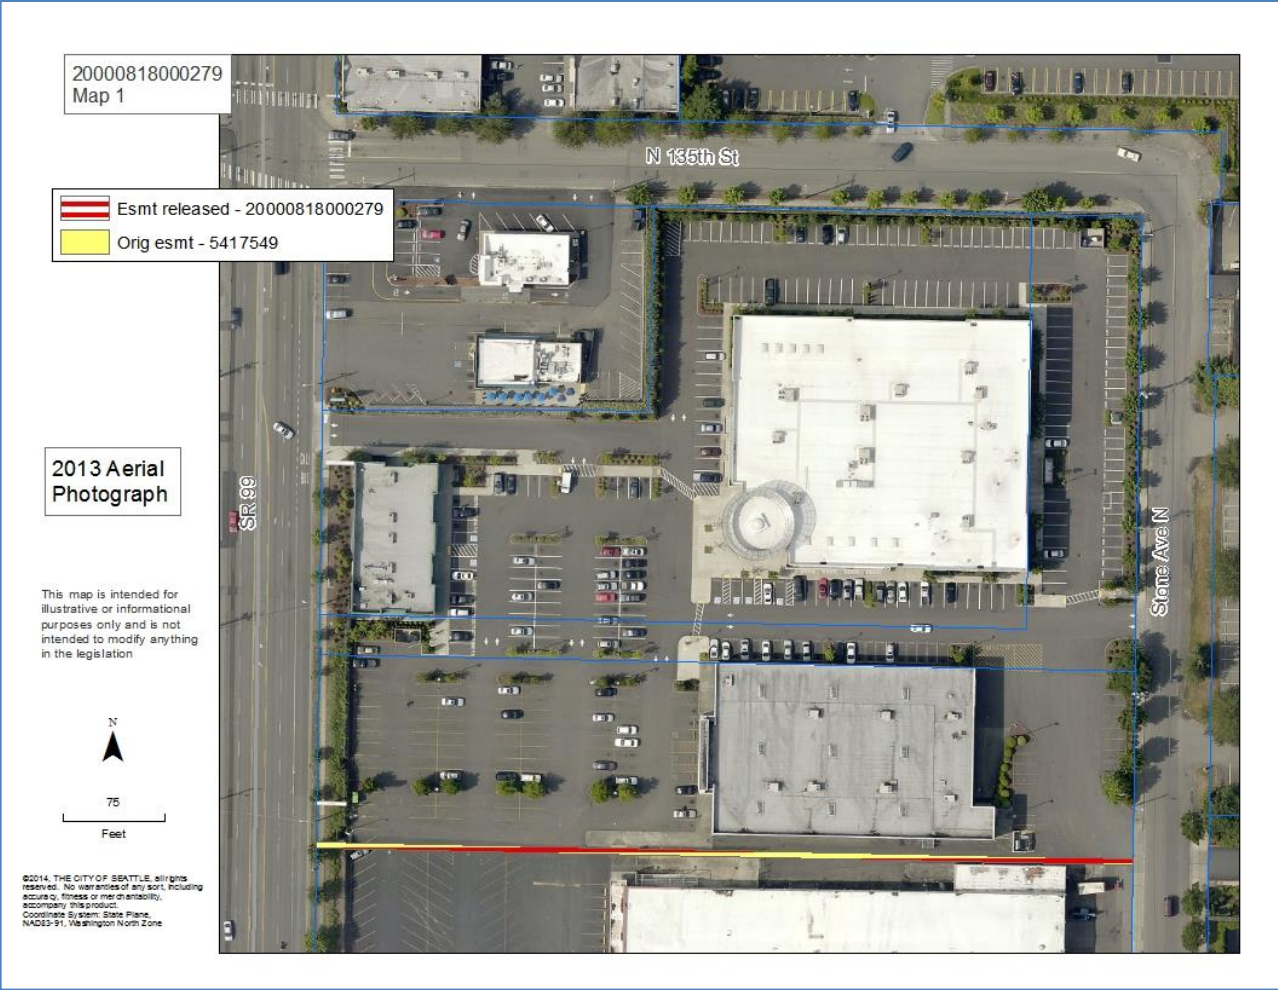 20000818000279
Map 1
N 135th St
Esmt released - 20000818000279
Orig esmt - 5417549
2013 Aerial
Photograph
SR 99
Stone Ave N
This map is intended for
illustrative or informational
purposes only and is not
intended to modify anything
in the legislation
N
75
Feet
©2014, THE CITY OF SEATTLE, all rights
reserved. No warranties of any sort, including
accuracy, fitness or merchantability,
accompany this product.
Coordinate System: State Plane,
NAD83-91, Washington North Zone